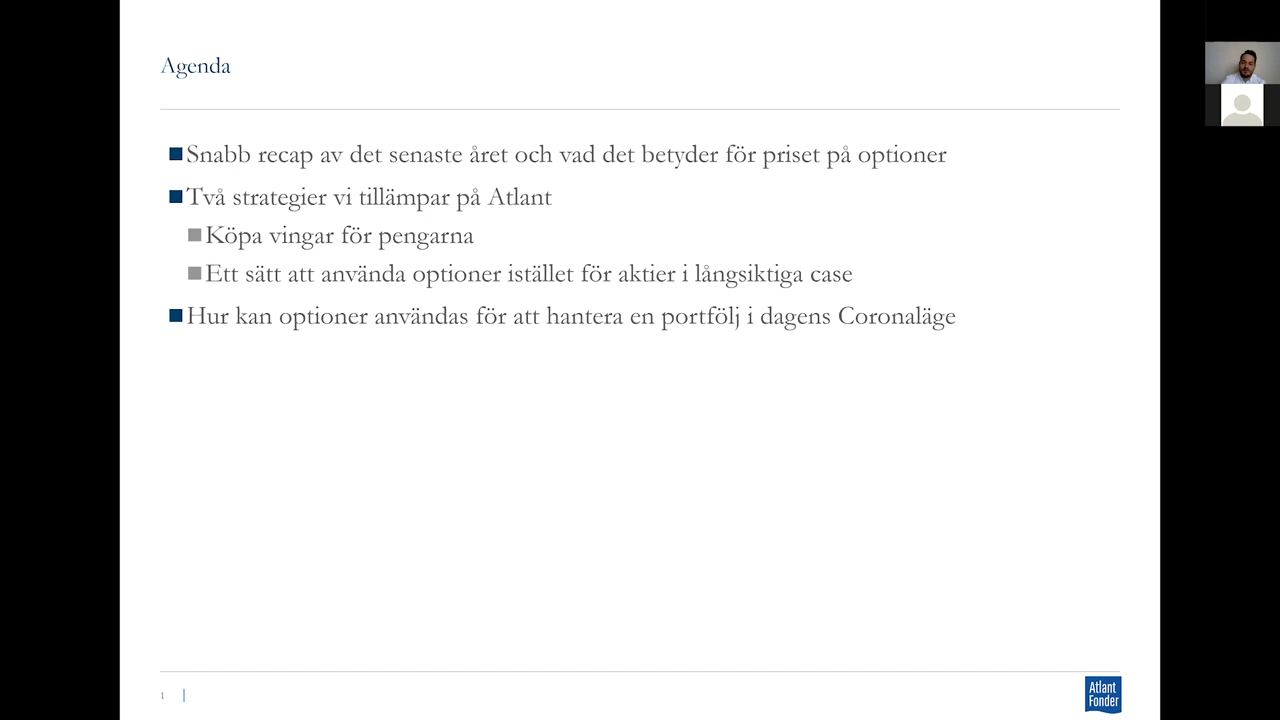 Agenda
Snabb recap av det senaste året och vad det betyder för priset på optioner
Två strategier vi tillämpar på Atlant
Köpa vingar för pengarna
Ett sätt att använda optioner istället för aktier i långsiktiga case
Hur kan optioner användas för att hantera en portfölj i dagens Coronaläge
1
Atlant
Fonder